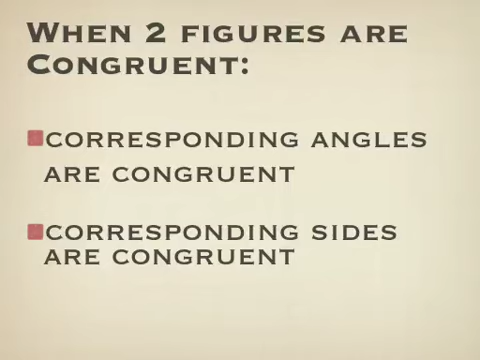 When 2 figures are
Congruent:
corresponding angles
are congruent
corresponding sides
are congruent